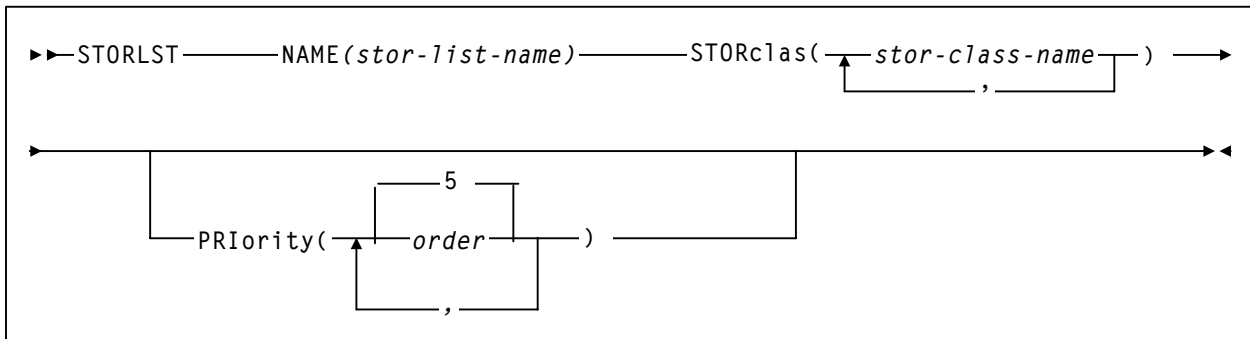 STORLST NAME(stor-list-name) STORclas( stor-class-name )
,
5
PRIority( order )
,